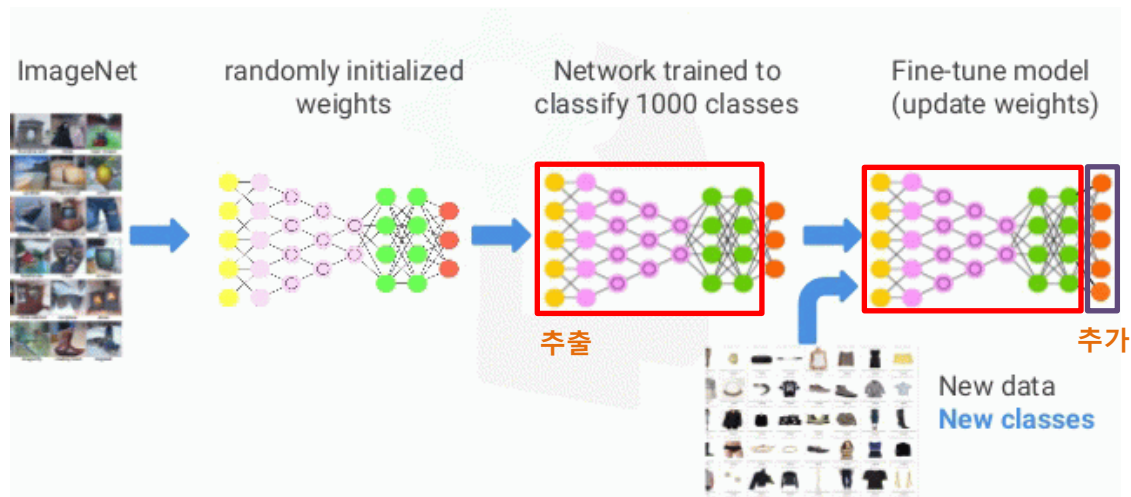 ImageNet
randomly initialized
weights
Network trained to
classify 1000 classes
Fine-tune model
(update weights)
추출
추가
New data
New classes